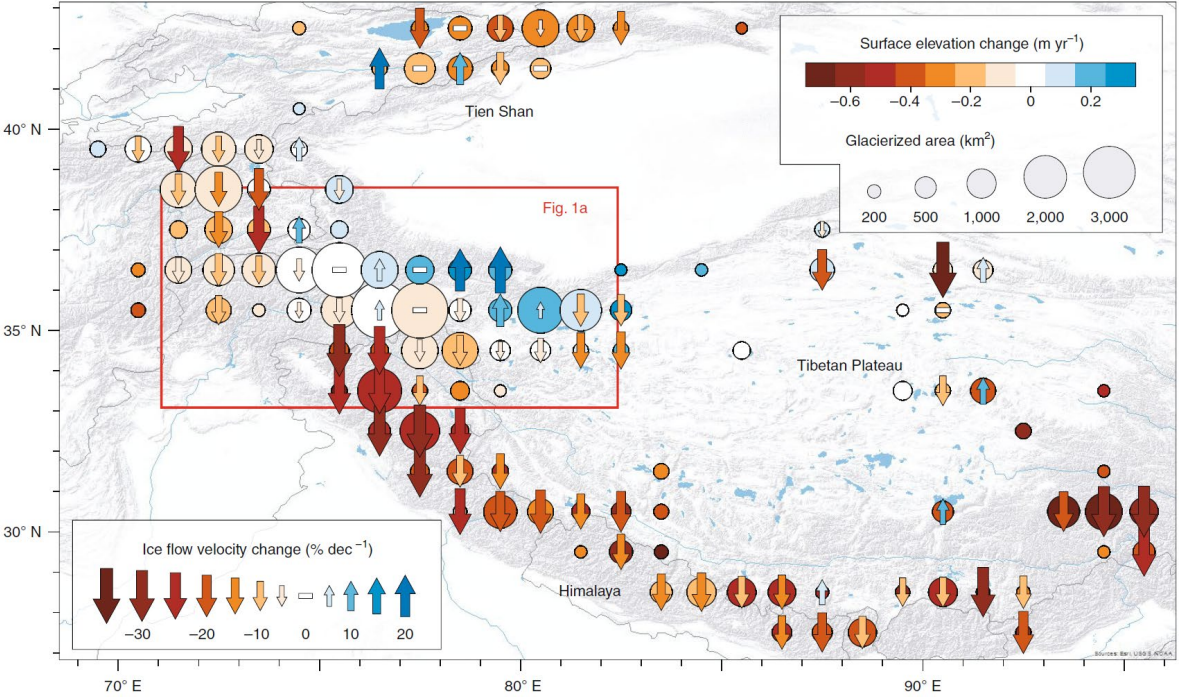 Surface elevation change (m yr⁻¹)
−0.6 −0.4 −0.2 0 0.2
Glacierized area (km²)
200 500 1,000 2,000 3,000
Tien Shan
40° N
Fig. 1a
35° N
Tibetan Plateau
30° N
Ice flow velocity change (% dec⁻¹)
−30 −20 −10 0 10 20
Himalaya
Sources: Esri, USGS, NOAA
70° E 80° E 90° E